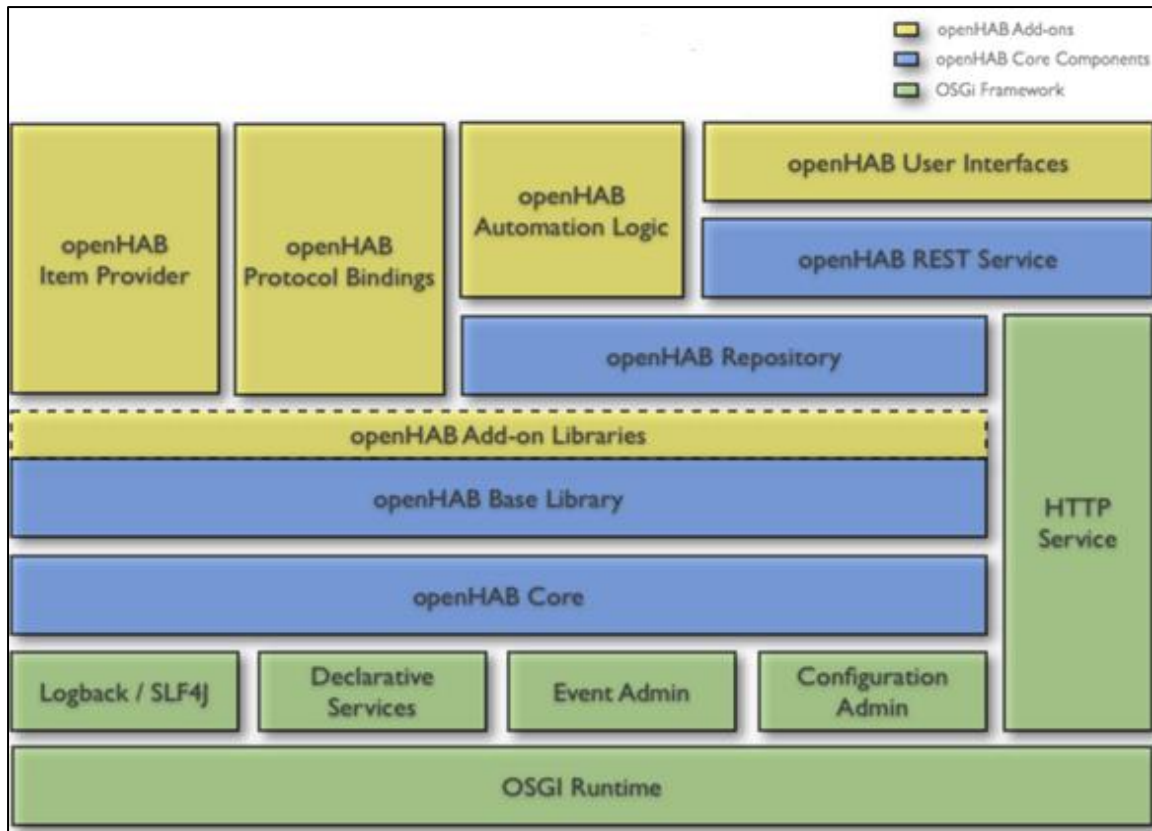 openHAB Add-ons
openHAB Core Components
OSGi Framework
openHAB
Item Provider
openHAB
Protocol Bindings
openHAB
Automation Logic
openHAB User Interfaces
openHAB REST Service
openHAB Repository
openHAB Add-on Libraries
openHAB Base Library
HTTP
Service
openHAB Core
Logback / SLF4J
Declarative
Services
Event Admin
Configuration
Admin
OSGI Runtime